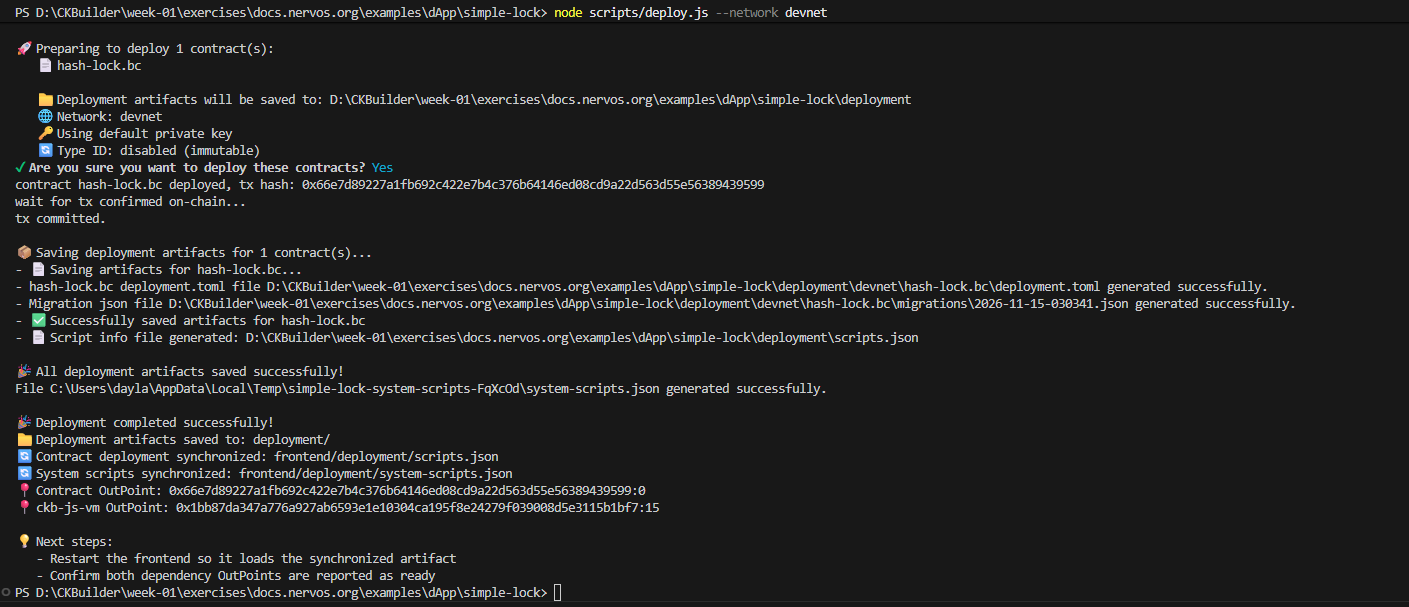 PS D:\CKBuilder\week-01\exercises\docs.nervos.org\examples\dApp\simple-lock> node scripts/deploy.js --network devnet
🚀 Preparing to deploy 1 contract(s):
📄 hash-lock.bc
📁 Deployment artifacts will be saved to: D:\CKBuilder\week-01\exercises\docs.nervos.org\examples\dApp\simple-lock\deployment
🌐 Network: devnet
🔑 Using default private key
🔄 Type ID: disabled (immutable)
✔ Are you sure you want to deploy these contracts? Yes
contract hash-lock.bc deployed, tx hash: 0x66e7d89227a1fb692c422e7b4c376b64146ed08cd9a22d563d55e56389439599
wait for tx confirmed on-chain...
tx committed.
📦 Saving deployment artifacts for 1 contract(s)...
- 📄 Saving artifacts for hash-lock.bc...
- hash-lock.bc deployment.toml file D:\CKBuilder\week-01\exercises\docs.nervos.org\examples\dApp\simple-lock\deployment\devnet\hash-lock.bc\deployment.toml generated successfully.
- Migration json file D:\CKBuilder\week-01\exercises\docs.nervos.org\examples\dApp\simple-lock\deployment\devnet\hash-lock.bc\migrations\2026-11-15-030341.json generated successfully.
- ✅ Successfully saved artifacts for hash-lock.bc
- 📄 Script info file generated: D:\CKBuilder\week-01\exercises\docs.nervos.org\examples\dApp\simple-lock\deployment\scripts.json
🎉 All deployment artifacts saved successfully!
File C:\Users\dayla\AppData\Local\Temp\simple-lock-system-scripts-FqXcOd\system-scripts.json generated successfully.
🎉 Deployment completed successfully!
📁 Deployment artifacts saved to: deployment/
🔄 Contract deployment synchronized: frontend/deployment/scripts.json
🔄 System scripts synchronized: frontend/deployment/system-scripts.json
📍 Contract OutPoint: 0x66e7d89227a1fb692c422e7b4c376b64146ed08cd9a22d563d55e56389439599:0
📍 ckb-js-vm OutPoint: 0x1bb87da347a776a927ab6593e1e10304ca195f8e24279f039008d5e3115b1bf7:15
💡 Next steps:
- Restart the frontend so it loads the synchronized artifact
- Confirm both dependency OutPoints are reported as ready
PS D:\CKBuilder\week-01\exercises\docs.nervos.org\examples\dApp\simple-lock>